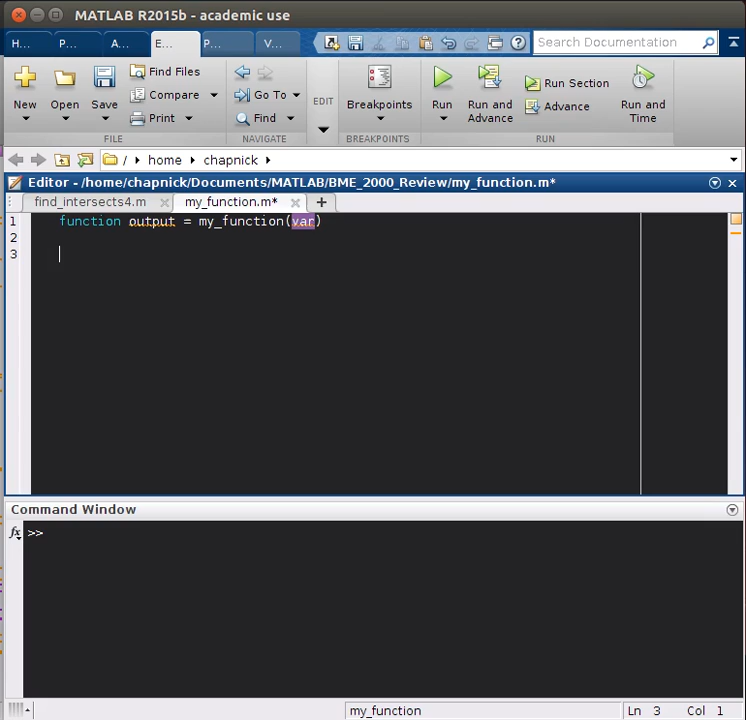 MATLAB R2015b - academic use
H... P... A... E... P... V... Search Documentation
New Open Save Find Files Compare Print
Go To Find
EDIT
Breakpoints
Run Run and Advance Run Section Advance Run and Time
FILE NAVIGATE BREAKPOINTS RUN
/ home chapnick
Editor - /home/chapnick/Documents/MATLAB/BME_2000_Review/my_function.m*
find_intersects4.m my_function.m* +
1 function output = my_function(var)
2
3
Command Window
fx >>
my_function Ln 3 Col 1